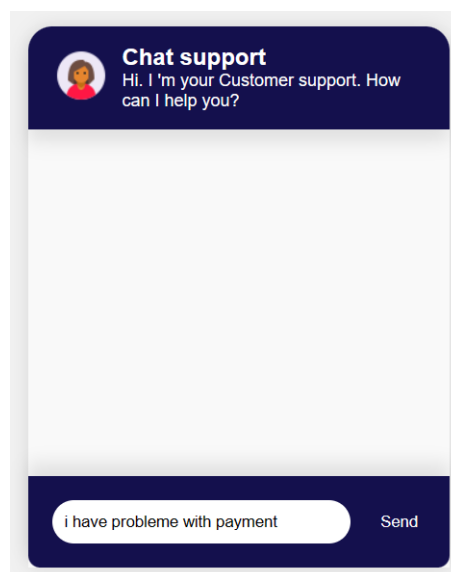 Chat support
Hi. I 'm your Customer support. How
can I help you?
i have probleme with payment
Send